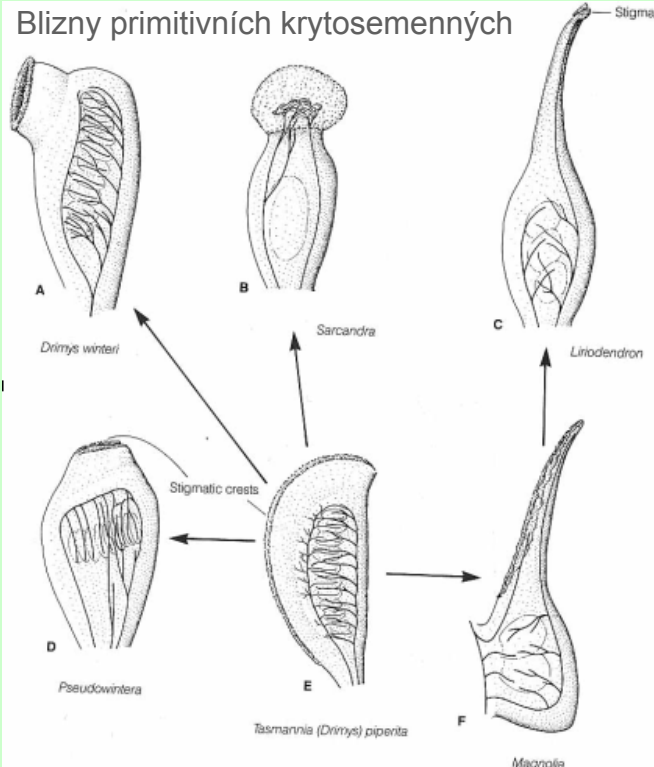 Blizny primitivních krytosemenných
Stigma
A
B
C
Drimys winteri
Sarcandra
Liriodendron
Stigmatic crests
D
E
F
Pseudowintera
Tasmannia (Drimys) piperita
Magnolia